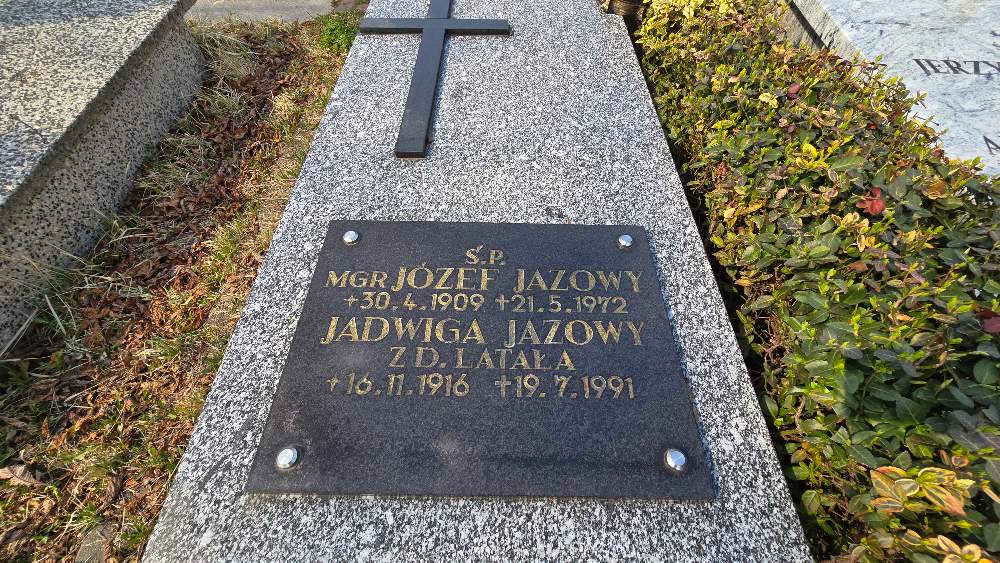 Ś.P.
MGR JÓZEF JAZOWY
+30.4.1909 +21.5.1972
JADWIGA JAZOWY
Z D. LATAŁA
+16.11.1916 +19.7.1991
JERZY
A